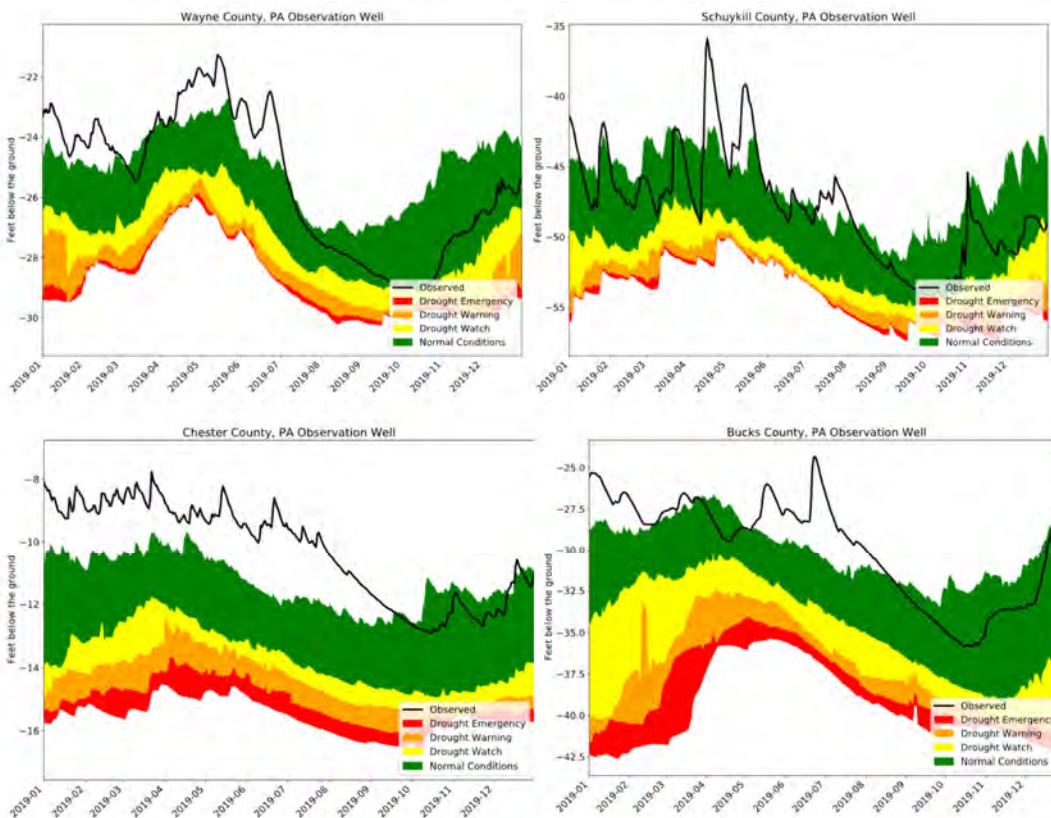 Wayne County, PA Observation Well
Feet below the ground
−22
−24
−26
−28
−30
2019-01
2019-02
2019-03
2019-04
2019-05
2019-06
2019-07
2019-08
2019-09
2019-10
2019-11
2019-12
Observed
Drought Emergency
Drought Warning
Drought Watch
Normal Conditions
Schuykill County, PA Observation Well
−35
−40
−45
−50
−55
2019-01
2019-02
2019-03
2019-04
2019-05
2019-06
2019-07
2019-08
2019-09
2019-10
2019-11
2019-12
Observed
Drought Emergency
Drought Warning
Drought Watch
Normal Conditions
Chester County, PA Observation Well
Feet below the ground
−8
−10
−12
−14
−16
2019-01
2019-02
2019-03
2019-04
2019-05
2019-06
2019-07
2019-08
2019-09
2019-10
2019-11
2019-12
Observed
Drought Emergency
Drought Warning
Drought Watch
Normal Conditions
Bucks County, PA Observation Well
Feet below the ground
−25.0
−27.5
−30.0
−32.5
−35.0
−37.5
−40.0
−42.5
2019-01
2019-02
2019-03
2019-04
2019-05
2019-06
2019-07
2019-08
2019-09
2019-10
2019-11
2019-12
Observed
Drought Emergency
Drought Warning
Drought Watch
Normal Conditions